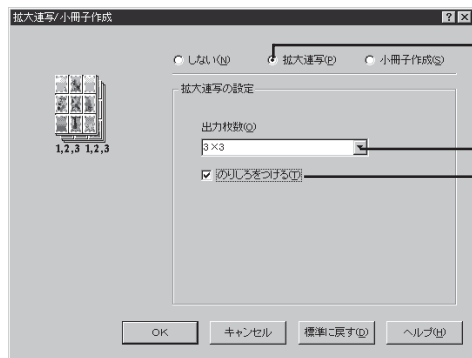 拡大連写/小冊子作成
しない(N) 拡大連写(P) 小冊子作成(S)
拡大連写の設定
出力枚数(O)
3×3
のりしろをつける(T)
1,2,3 1,2,3
OK キャンセル 標準に戻す(D) ヘルプ(H)